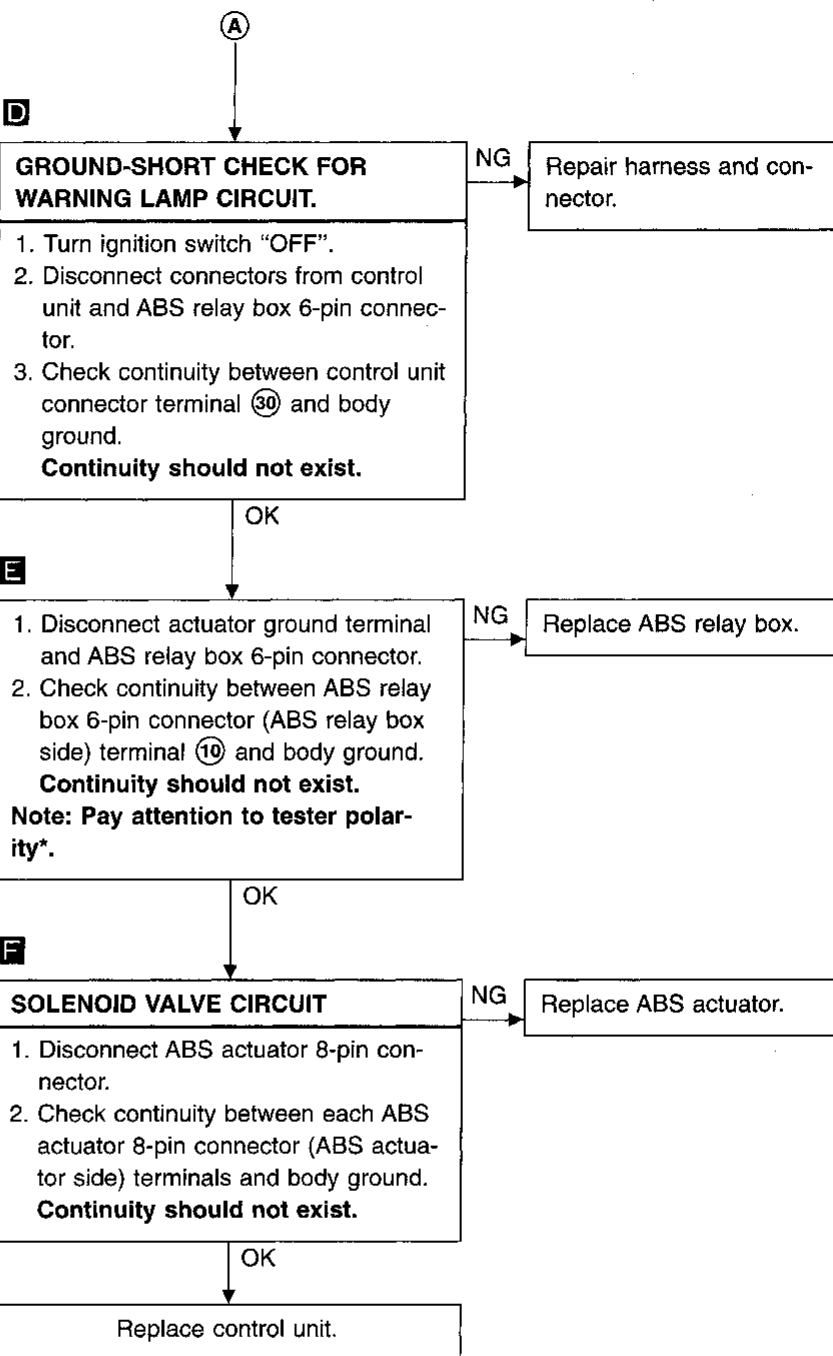 A
D
GROUND-SHORT CHECK FOR
WARNING LAMP CIRCUIT.
NG
Repair harness and con-
nector.
1. Turn ignition switch “OFF”.
2. Disconnect connectors from control
unit and ABS relay box 6-pin connec-
tor.
3. Check continuity between control unit
connector terminal 30 and body
ground.
Continuity should not exist.
OK
E
1. Disconnect actuator ground terminal
and ABS relay box 6-pin connector.
2. Check continuity between ABS relay
box 6-pin connector (ABS relay box
side) terminal 10 and body ground.
Continuity should not exist.
Note: Pay attention to tester polar-
ity*.
NG
Replace ABS relay box.
OK
F
SOLENOID VALVE CIRCUIT
NG
Replace ABS actuator.
1. Disconnect ABS actuator 8-pin con-
nector.
2. Check continuity between each ABS
actuator 8-pin connector (ABS actua-
tor side) terminals and body ground.
Continuity should not exist.
OK
Replace control unit.